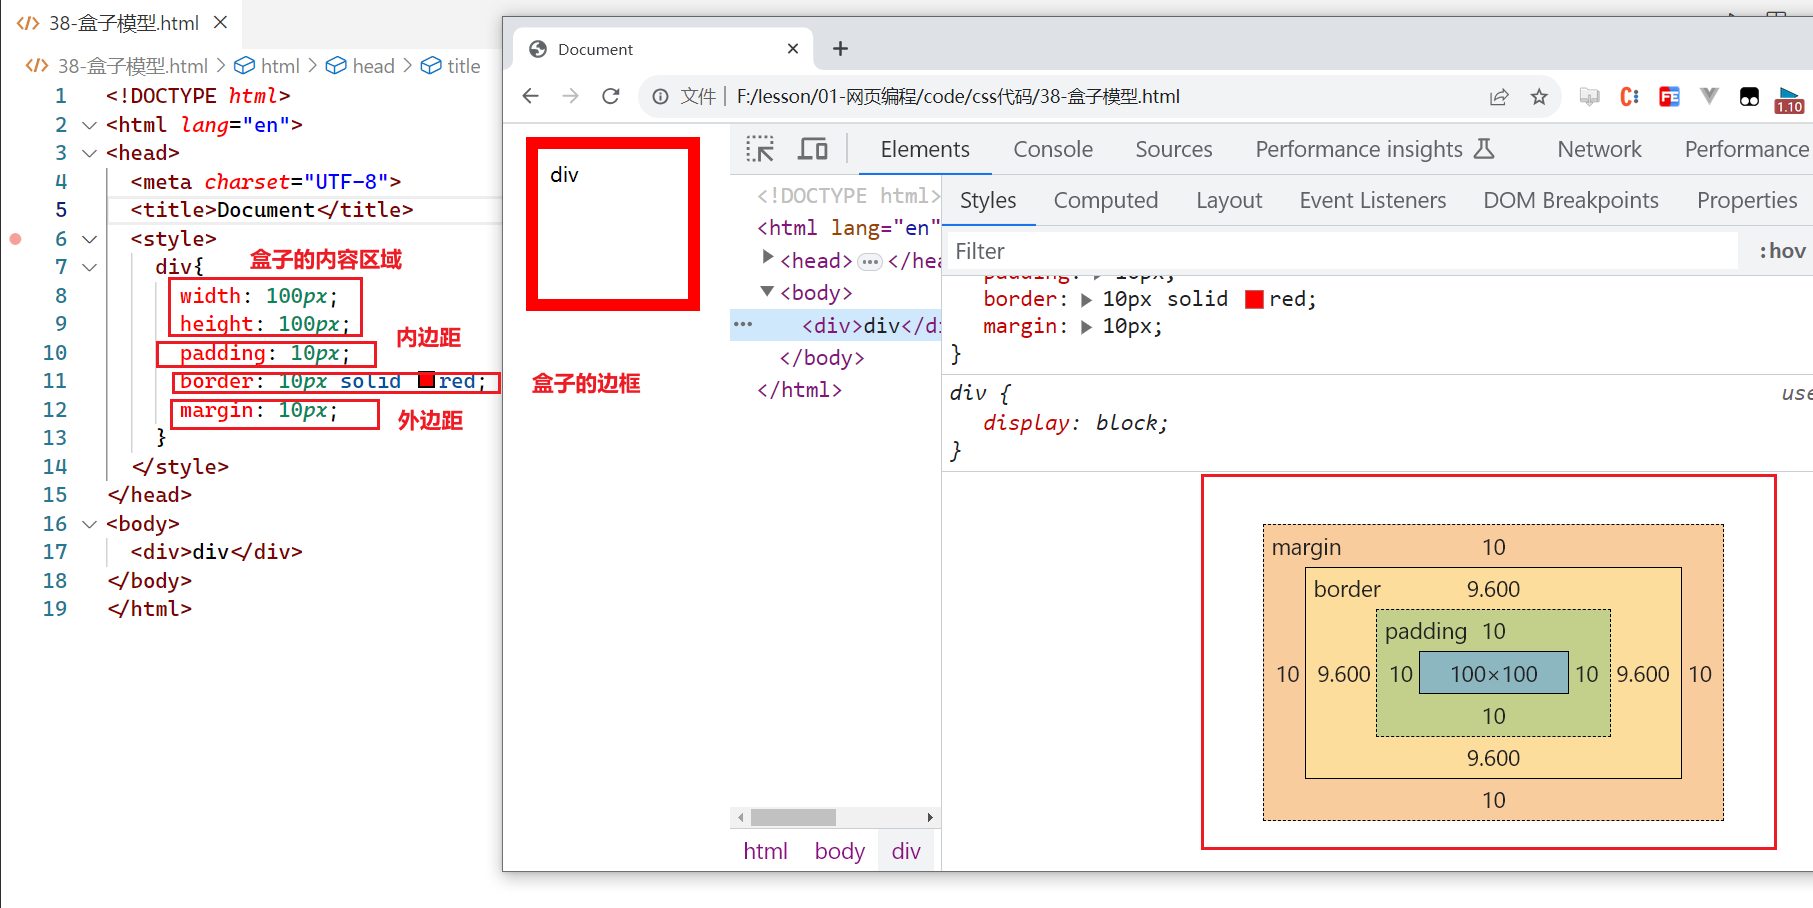 38-盒子模型.html
38-盒子模型.html > html > head > title
1 <!DOCTYPE html>
2 <html lang="en">
3 <head>
4 <meta charset="UTF-8">
5 <title>Document</title>
6 <style>
7 div{
盒子的内容区域
8 width: 100px;
9 height: 100px;
内边距
10 padding: 10px;
11 border: 10px solid red;
盒子的边框
12 margin: 10px;
外边距
13 }
14 </style>
15 </head>
16 <body>
17 <div>div</div>
18 </body>
19 </html>
Document
文件 | F:/lesson/01-网页编程/code/css代码/38-盒子模型.html
1.10
div
Elements Console Sources Performance insights Network Performance
<!DOCTYPE html>
<html lang="en"
<head> ··· </hea
<body>
··· <div>div</di
</body>
</html>
html body div
Styles Computed Layout Event Listeners DOM Breakpoints Properties
Filter :hov
padding: 10px;
border: 10px solid red;
margin: 10px;
}
div { use
display: block;
}
margin 10
border 9.600
padding 10
10 9.600 10 100×100 10 9.600 10
10
9.600
10